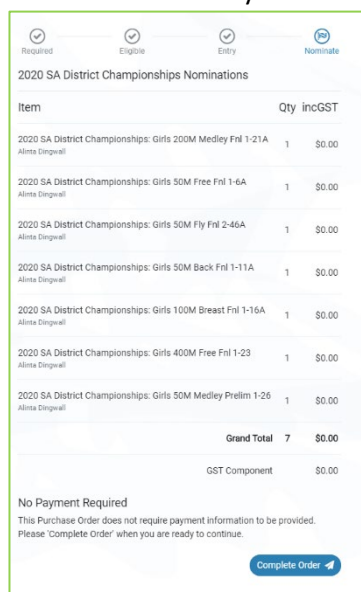 Required Eligible Entry Nominate
2020 SA District Championships Nominations
Item Qty incGST
2020 SA District Championships: Girls 200M Medley Fnl 1-21A 1 $0.00
Alinta Dingwall
2020 SA District Championships: Girls 50M Free Fnl 1-6A 1 $0.00
Alinta Dingwall
2020 SA District Championships: Girls 50M Fly Fnl 2-46A 1 $0.00
Alinta Dingwall
2020 SA District Championships: Girls 50M Back Fnl 1-11A 1 $0.00
Alinta Dingwall
2020 SA District Championships: Girls 100M Breast Fnl 1-16A 1 $0.00
Alinta Dingwall
2020 SA District Championships: Girls 400M Free Fnl 1-23 1 $0.00
Alinta Dingwall
2020 SA District Championships: Girls 50M Medley Prelim 1-26 1 $0.00
Alinta Dingwall
Grand Total 7 $0.00
GST Component $0.00
No Payment Required
This Purchase Order does not require payment information to be provided.
Please 'Complete Order' when you are ready to continue.
Complete Order